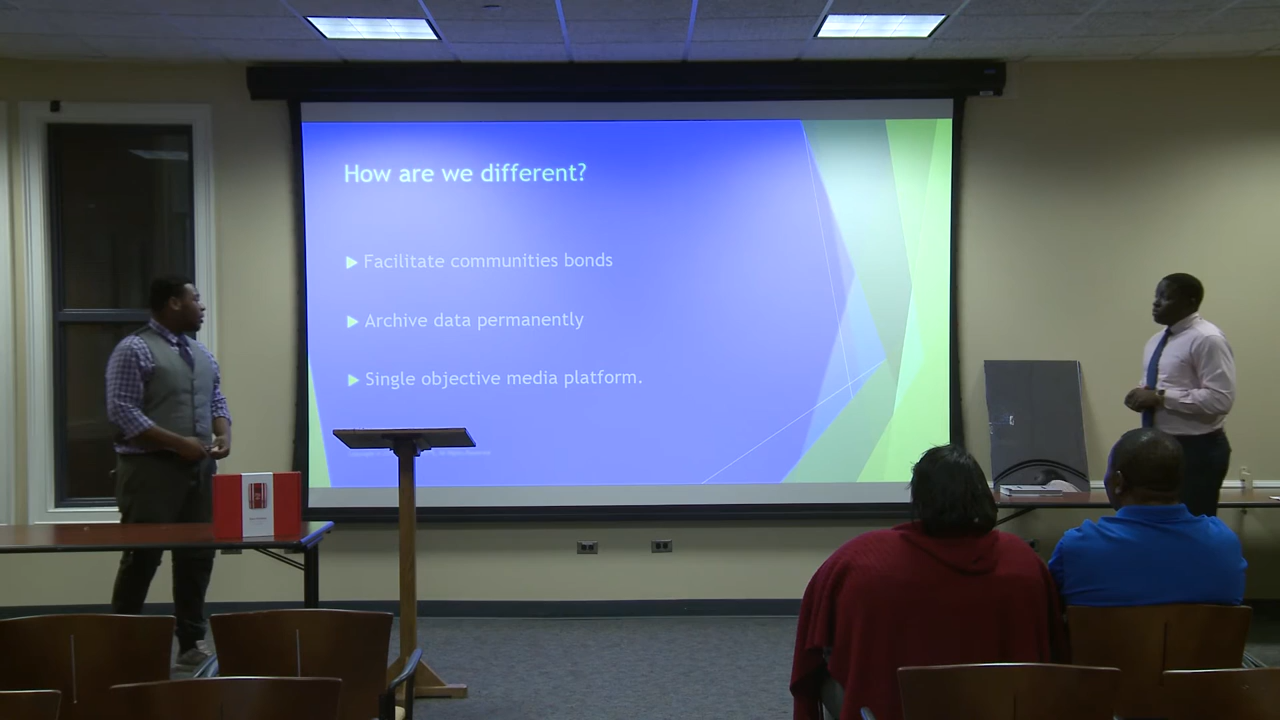 How are we different?
Facilitate communities bonds
Archive data permanently
Single objective media platform.